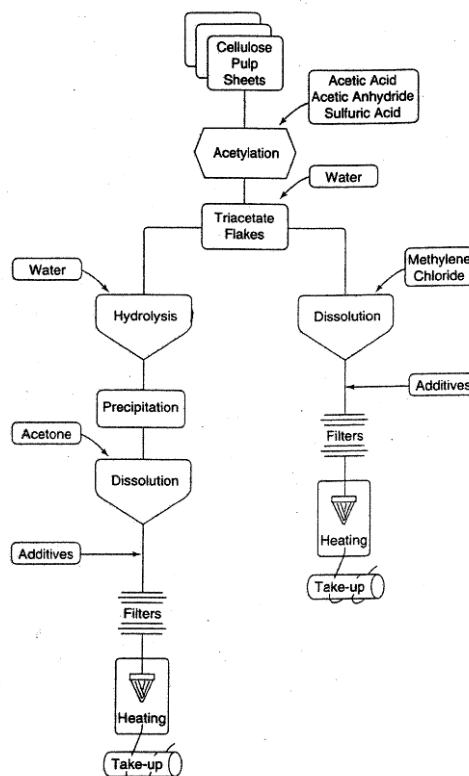 Cellulose
Pulp
Sheets
Acetic Acid
Acetic Anhydride
Sulfuric Acid
Acetylation
Water
Triacetate
Flakes
Water
Methylene
Chloride
Hydrolysis
Dissolution
Additives
Precipitation
Acetone
Filters
Dissolution
Heating
Additives
Take-up
Filters
Heating
Take-up